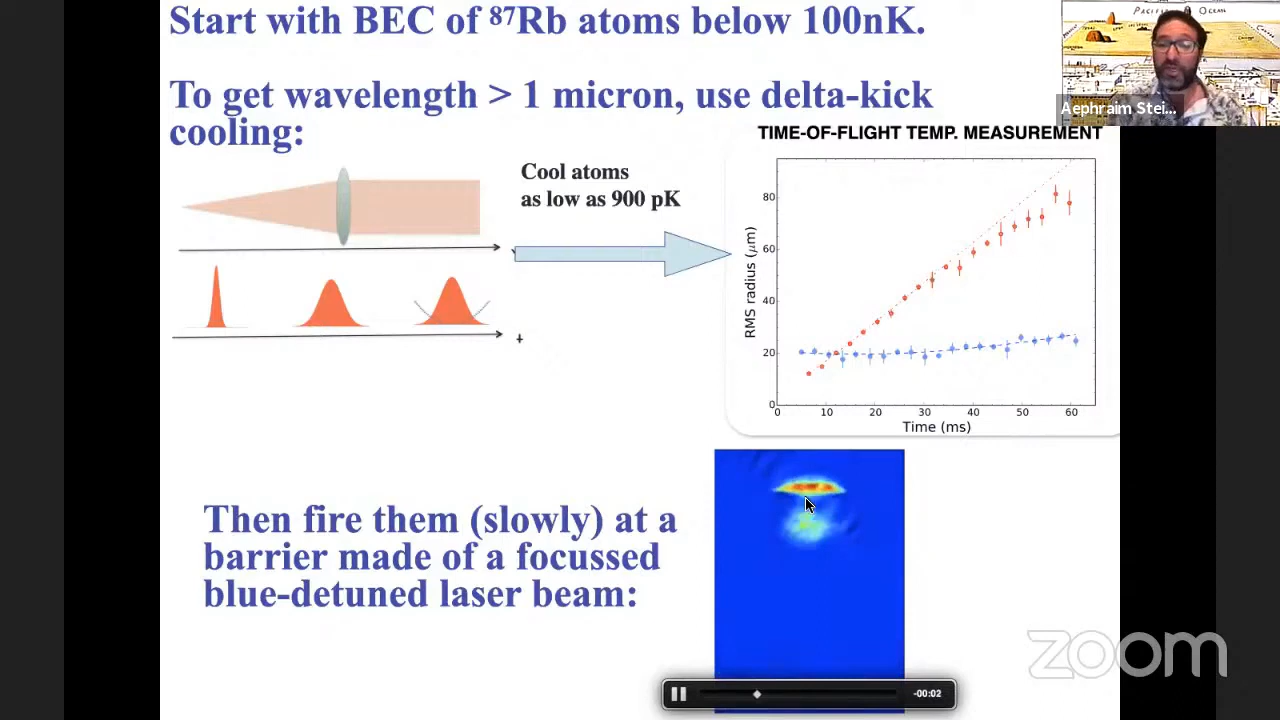 Start with BEC of ⁸⁷Rb atoms below 100nK.
To get wavelength > 1 micron, use delta-kick
cooling:
PACIFIC OCEAN
Aephraim Stei...
TIME-OF-FLIGHT TEMP. MEASUREMENT
Cool atoms
as low as 900 pK
RMS radius (μm)
80
60
40
20
0
0 10 20 30 40 50 60
Time (ms)
Then fire them (slowly) at a
barrier made of a focussed
blue-detuned laser beam:
zoom
-00:02